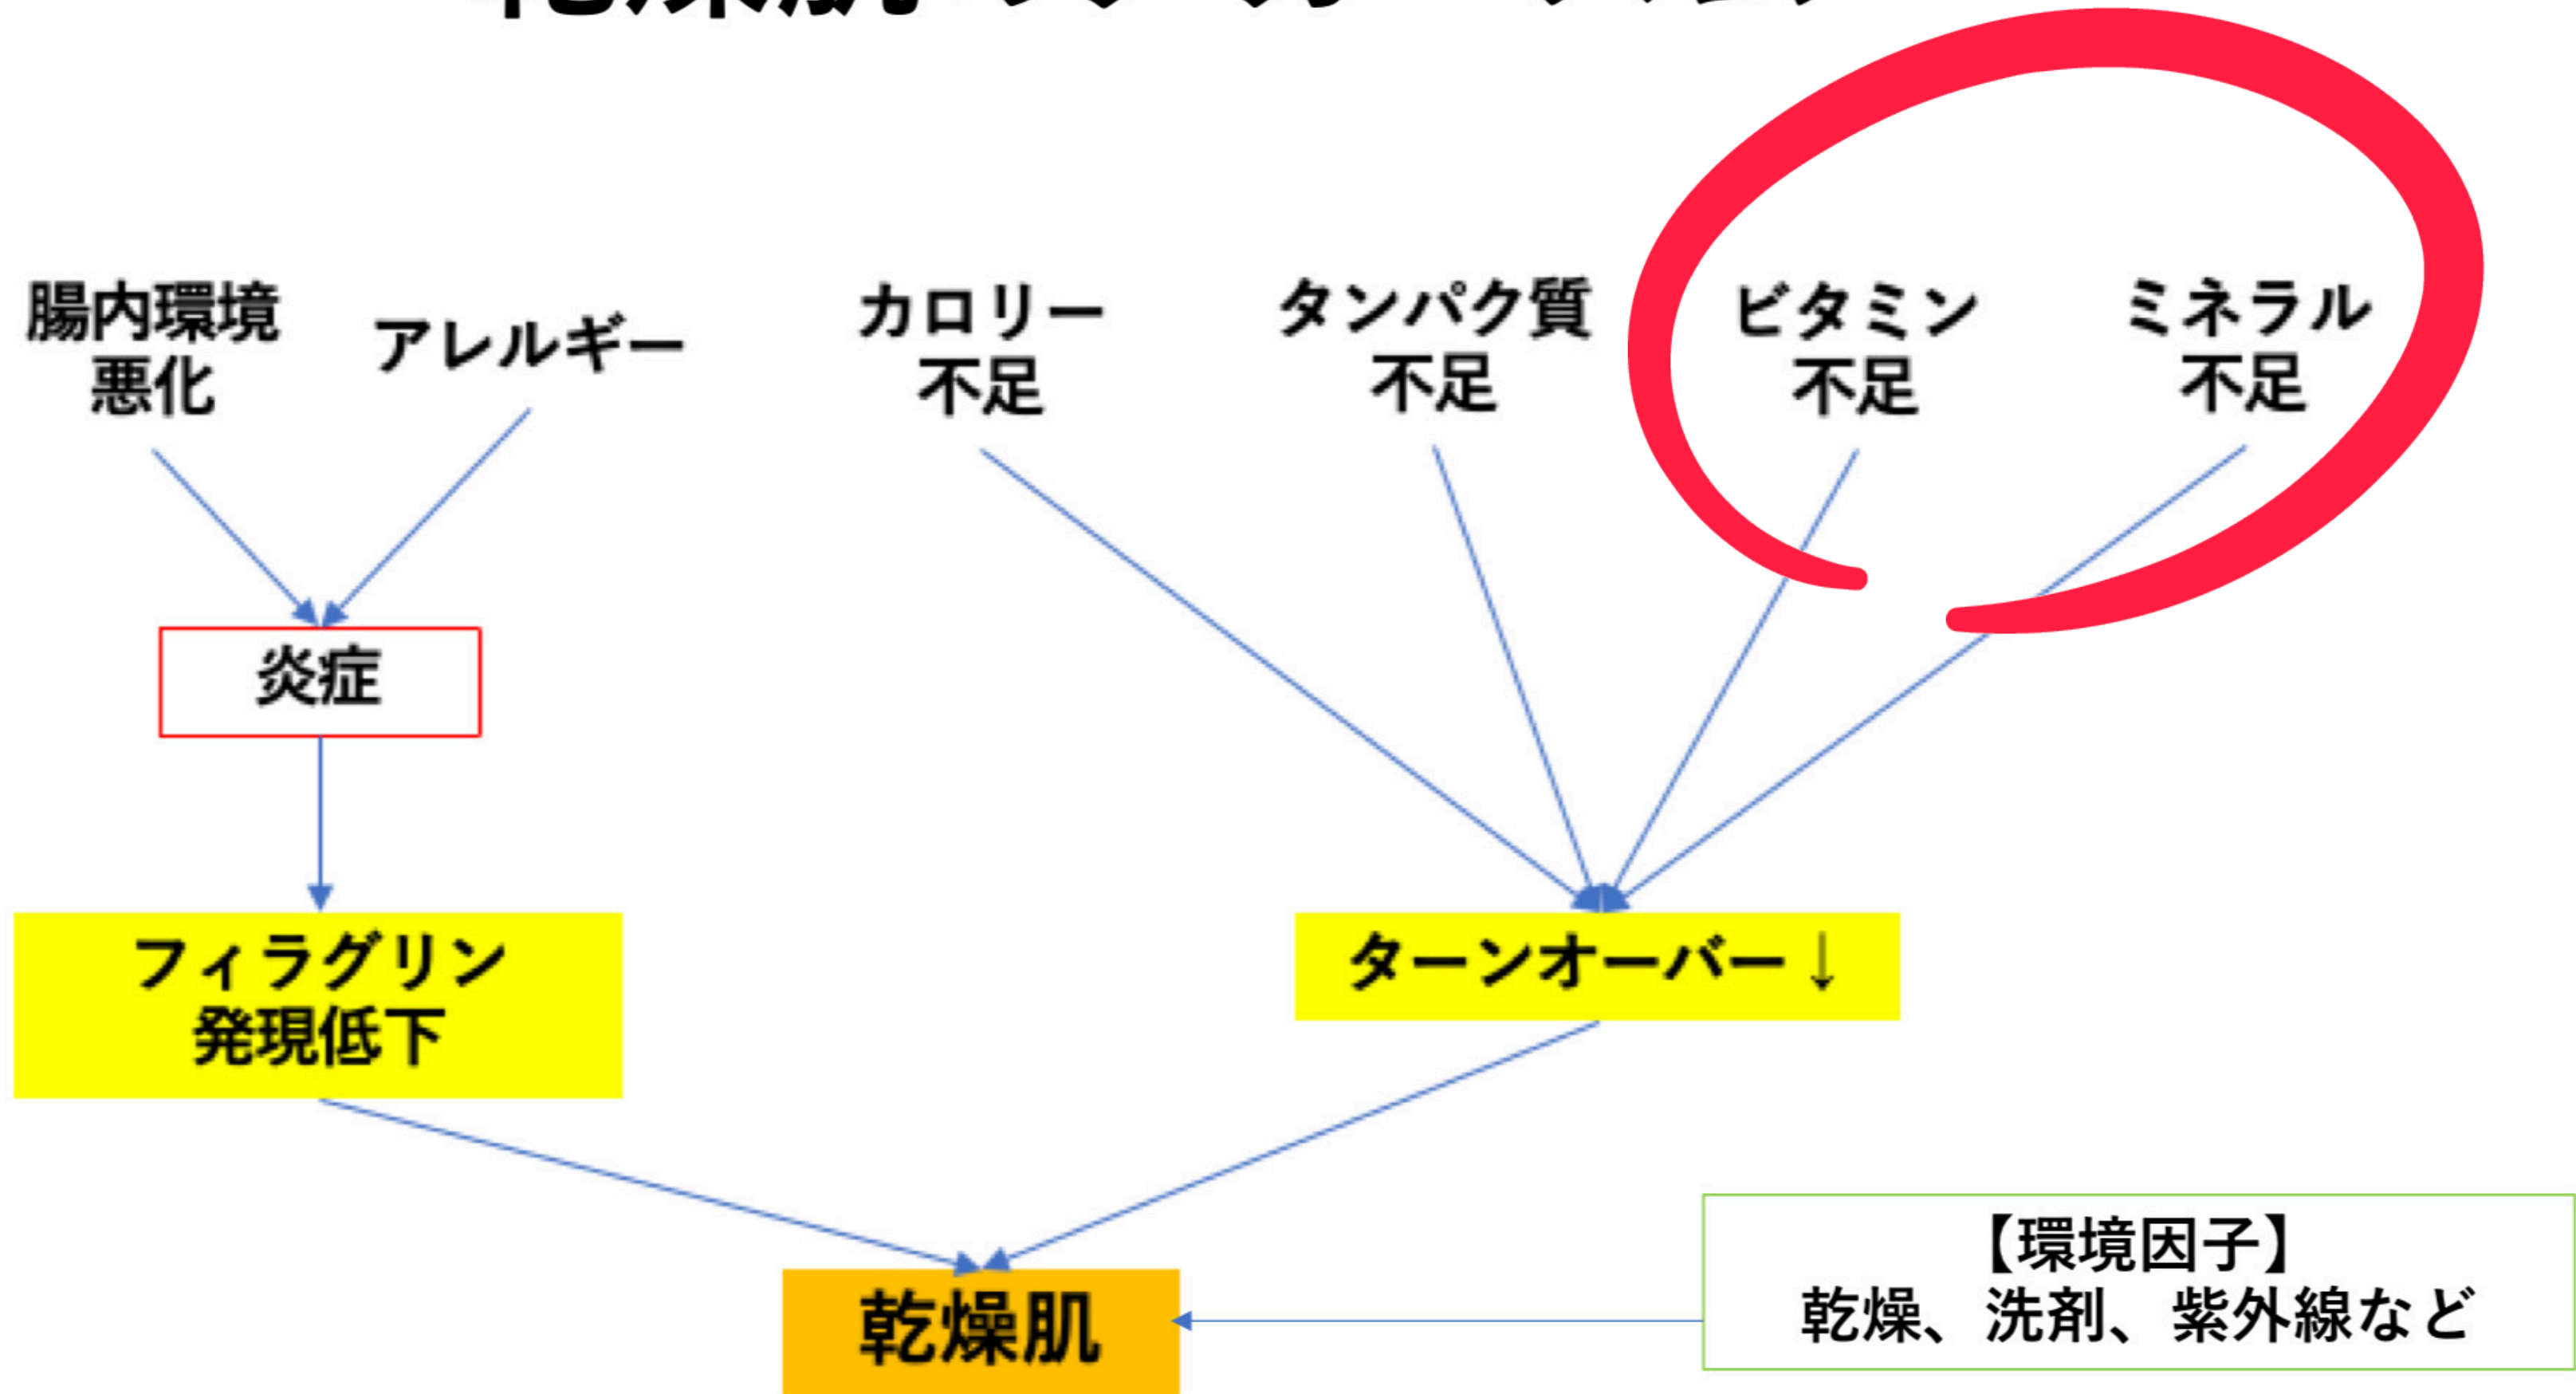 腸内環境
悪化
アレルギー
カロリー
不足
タンパク質
不足
ビタミン
不足
ミネラル
不足
炎症
フィラグリン
発現低下
ターンオーバー↓
乾燥肌
【環境因子】
乾燥、洗剤、紫外線など